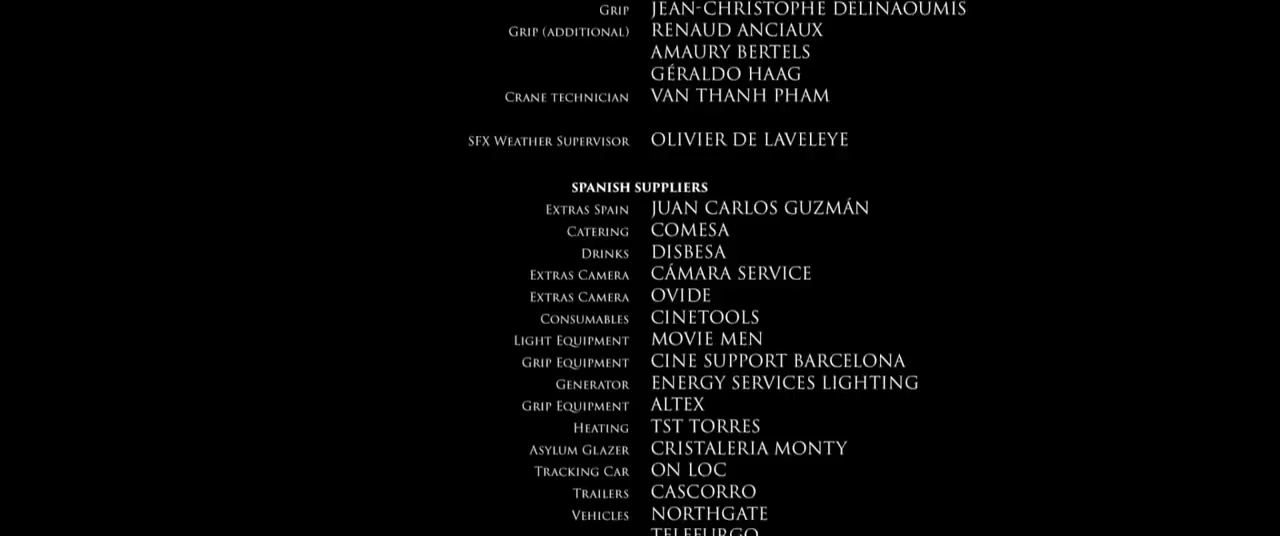 Grip JEAN-CHRISTOPHE DELINAOUMIS
Grip (additional) RENAUD ANCIAUX
AMAURY BERTELS
GÉRALDO HAAG
Crane technician VAN THANH PHAM
SFX Weather Supervisor OLIVIER DE LAVELEYE
SPANISH SUPPLIERS
Extras Spain JUAN CARLOS GUZMÁN
Catering COMESA
Drinks DISBESA
Extras Camera CÁMARA SERVICE
Extras Camera OVIDE
Consumables CINETOOLS
Light Equipment MOVIE MEN
Grip Equipment CINE SUPPORT BARCELONA
Generator ENERGY SERVICES LIGHTING
Grip Equipment ALTEX
Heating TST TORRES
Asylum Glazer CRISTALERIA MONTY
Tracking Car ON LOC
Trailers CASCORRO
Vehicles NORTHGATE
TELEFURGO